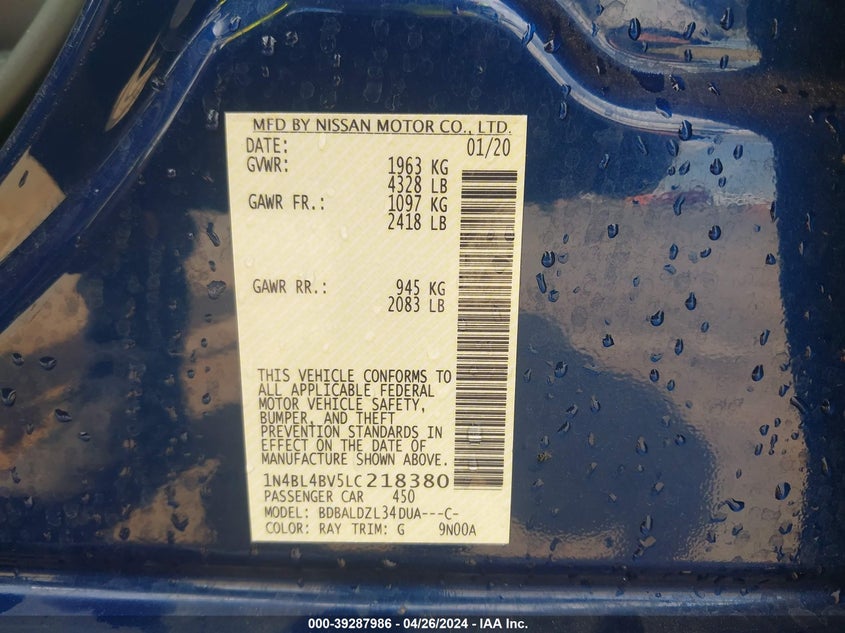 MFD BY NISSAN MOTOR CO., LTD.
DATE: 01/20
GVWR: 1963 KG
4328 LB
GAWR FR.: 1097 KG
2418 LB
GAWR RR.: 945 KG
2083 LB
THIS VEHICLE CONFORMS TO
ALL APPLICABLE FEDERAL
MOTOR VEHICLE SAFETY,
BUMPER, AND THEFT
PREVENTION STANDARDS IN
EFFECT ON THE DATE OF
MANUFACTURE SHOWN ABOVE.
1N4BL4BV5LC218380
PASSENGER CAR 450
MODEL: BDBALDZL34DUA---C-
COLOR: RAY TRIM: G 9N00A
000-39287986 - 04/26/2024 - IAA Inc.